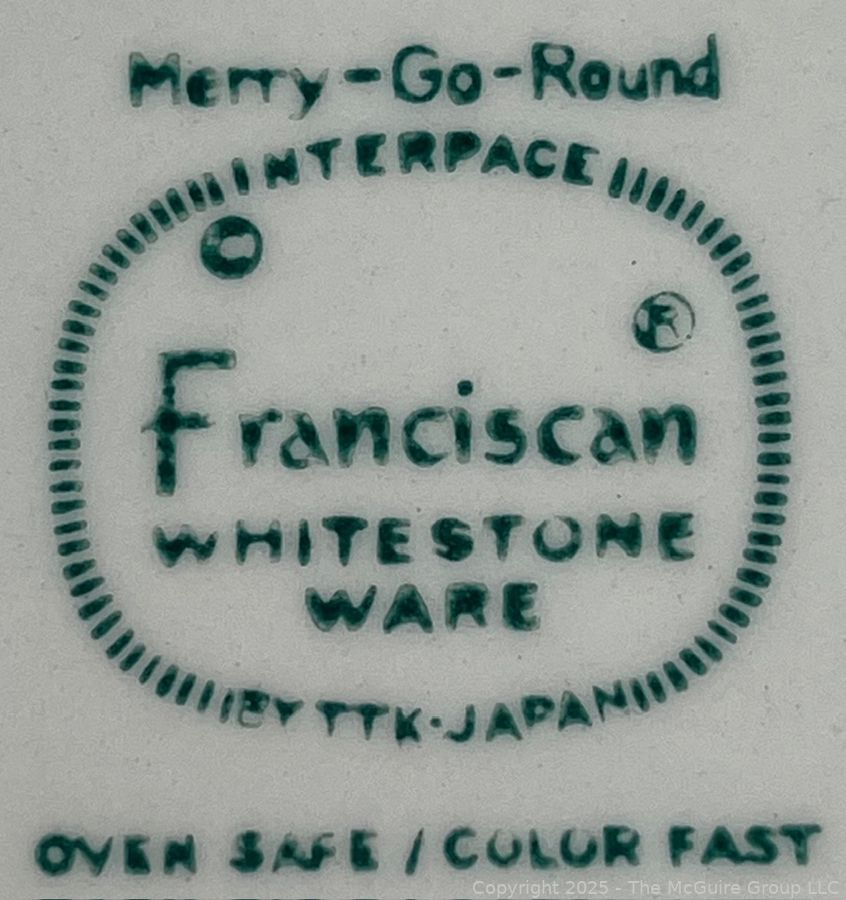 Merry-Go-Round
INTERPACE
©
®
Franciscan
WHITESTONE
WARE
BY TTK·JAPAN
OVEN SAFE / COLOR FAST
Copyright 2025 - The McGuire Group LLC